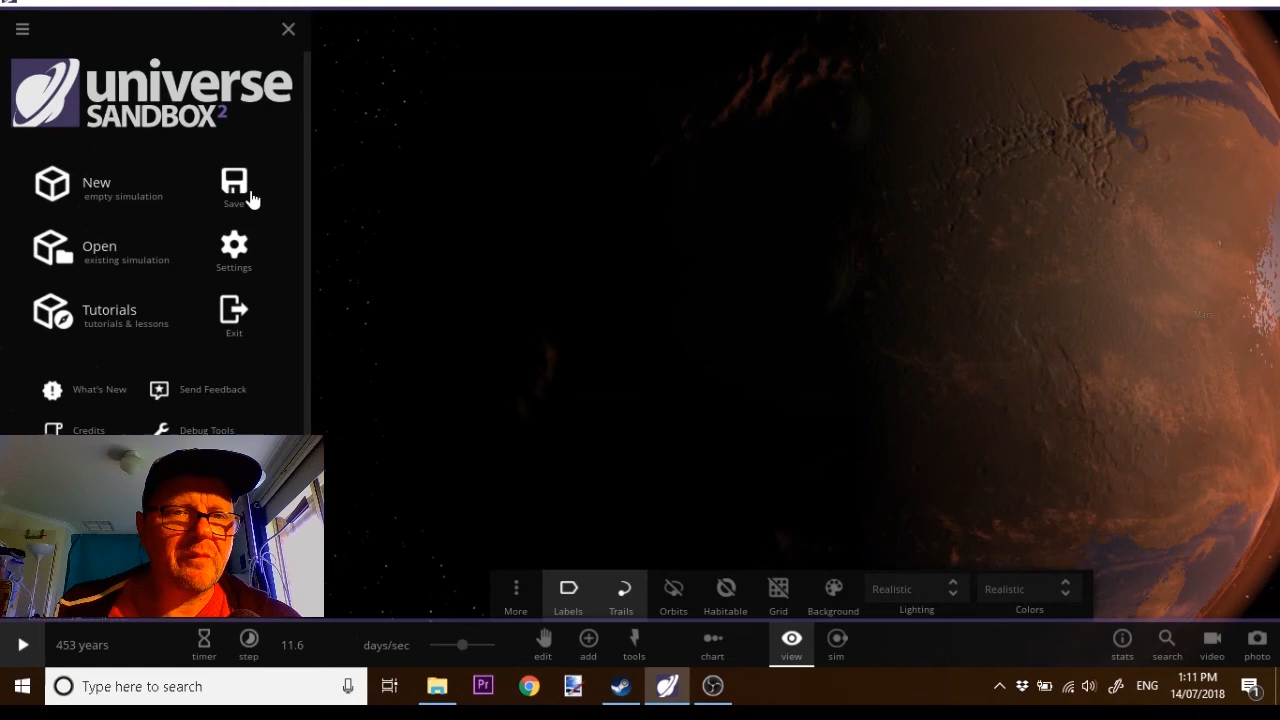 universe
SANDBOX²
New
empty simulation
Save
Open
existing simulation
Settings
Tutorials
tutorials & lessons
Exit
What's New
Send Feedback
Credits
Debug Tools
Mars
More
Labels
Trails
Orbits
Habitable
Grid
Background
Realistic
Lighting
Realistic
Colors
453 years
timer
step
11.6
days/sec
edit
add
tools
chart
view
sim
stats
search
video
photo
Type here to search
Pr
ENG
1:11 PM
14/07/2018
1